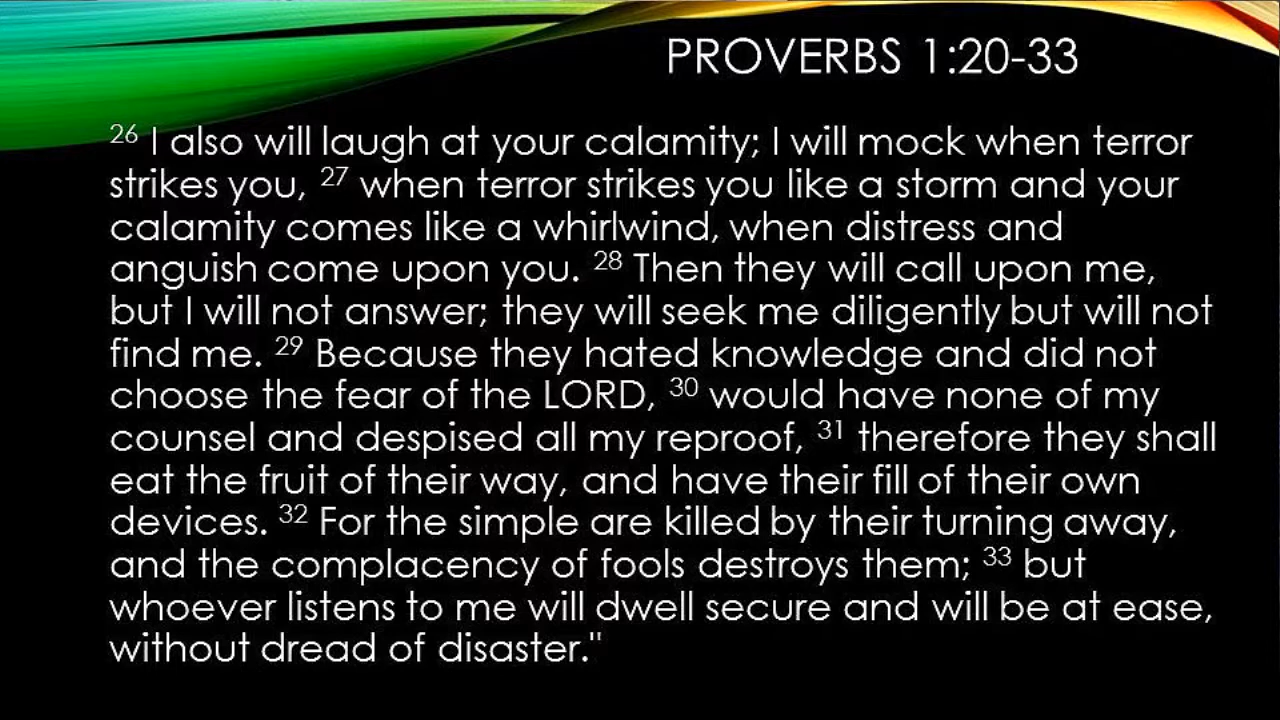 PROVERBS 1:20-33
26 I also will laugh at your calamity; I will mock when terror
strikes you, 27 when terror strikes you like a storm and your
calamity comes like a whirlwind, when distress and
anguish come upon you. 28 Then they will call upon me,
but I will not answer; they will seek me diligently but will not
find me. 29 Because they hated knowledge and did not
choose the fear of the LORD, 30 would have none of my
counsel and despised all my reproof, 31 therefore they shall
eat the fruit of their way, and have their fill of their own
devices. 32 For the simple are killed by their turning away,
and the complacency of fools destroys them; 33 but
whoever listens to me will dwell secure and will be at ease,
without dread of disaster."